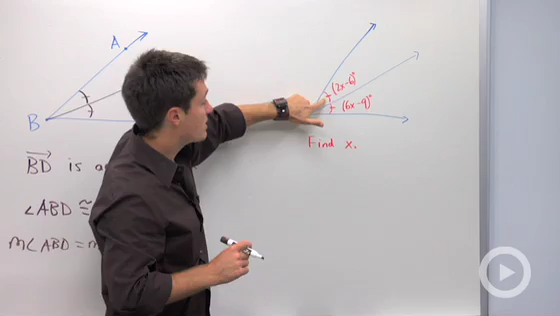 A
B
BD is a
∠ABD ≅
m∠ABD = m
(2x-6)°
(6x-9)°
Find x.